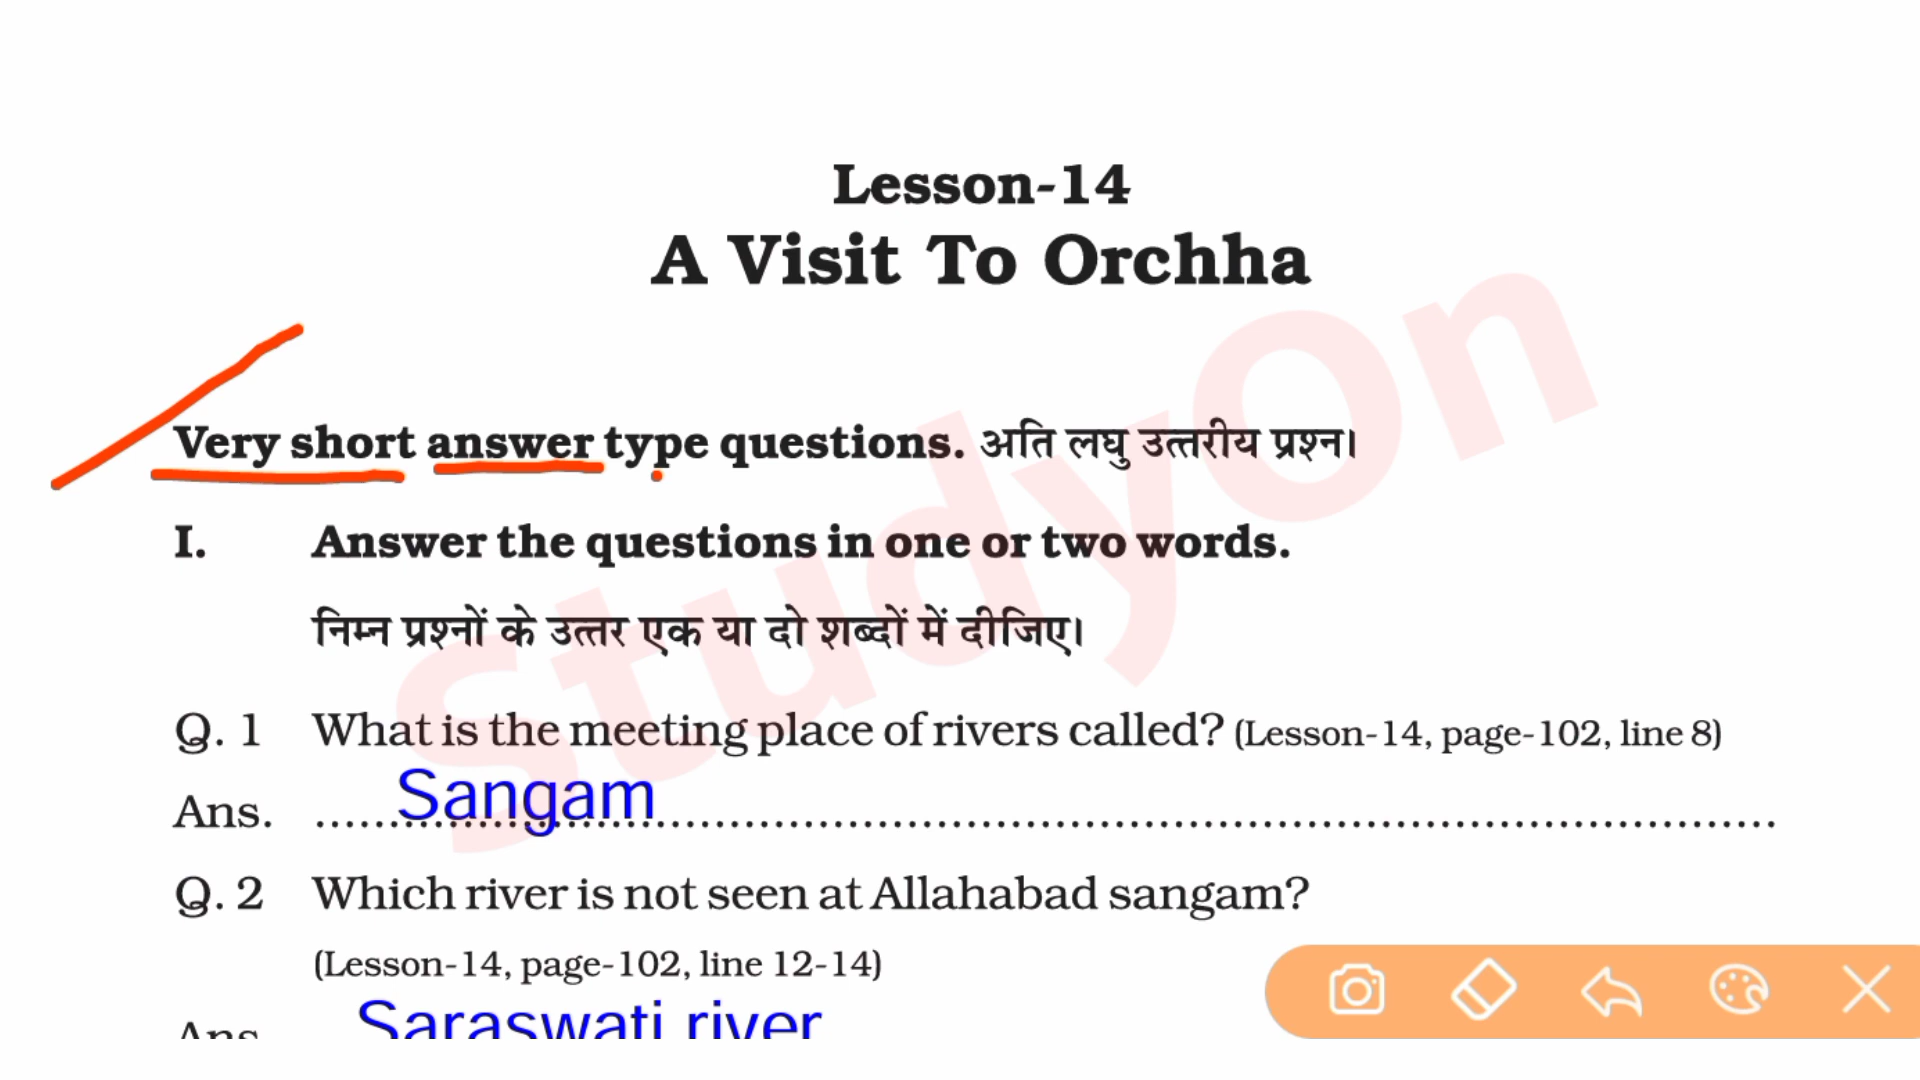 Lesson-14
A Visit To Orchha
Very short answer type questions. अति लघु उत्तरीय प्रश्न।
I. Answer the questions in one or two words.
निम्न प्रश्नों के उत्तर एक या दो शब्दों में दीजिए।
Q. 1 What is the meeting place of rivers called? (Lesson-14, page-102, line 8)
Ans. Sangam
Q. 2 Which river is not seen at Allahabad sangam?
(Lesson-14, page-102, line 12-14)
Ans. Saraswati river
StudyOn